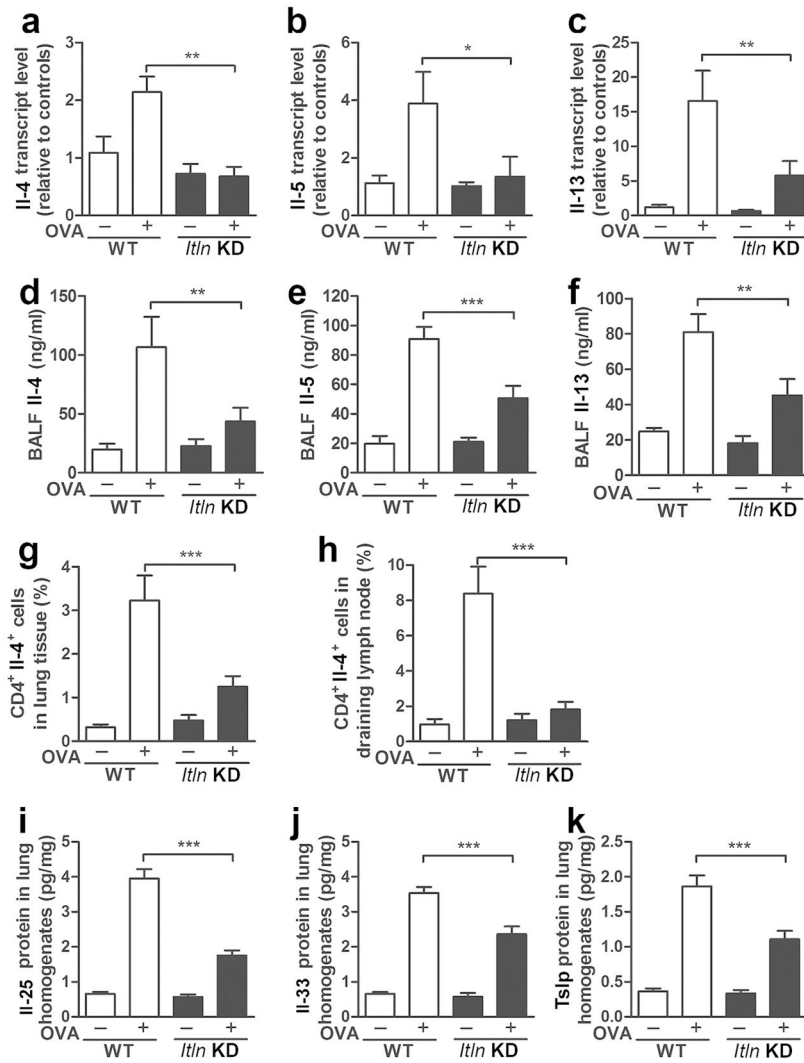 a
Il-4 transcript level
(relative to controls)
3
2
1
0
**
OVA – + – +
WT Itln KD
b
Il-5 transcript level
(relative to controls)
6
4
2
0
*
OVA – + – +
WT Itln KD
c
Il-13 transcript level
(relative to controls)
25
20
15
10
5
0
**
OVA – + – +
WT Itln KD
d
BALF Il-4 (ng/ml)
150
100
50
0
**
OVA – + – +
WT Itln KD
e
BALF Il-5 (ng/ml)
120
100
80
60
40
20
0
***
OVA – + – +
WT Itln KD
f
BALF Il-13 (ng/ml)
100
80
60
40
20
0
**
OVA – + – +
WT Itln KD
g
CD4+ Il-4+ cells
in lung tissue (%)
4
3
2
1
0
***
OVA – + – +
WT Itln KD
h
CD4+ Il-4+ cells in
draining lymph node (%)
10
8
6
4
2
0
***
OVA – + – +
WT Itln KD
i
Il-25 protein in lung
homogenates (pg/mg)
5
4
3
2
1
0
***
OVA – + – +
WT Itln KD
j
Il-33 protein in lung
homogenates (pg/mg)
5
4
3
2
1
0
***
OVA – + – +
WT Itln KD
k
Tslp protein in lung
homogenates (pg/mg)
2.5
2.0
1.5
1.0
0.5
0.0
***
OVA – + – +
WT Itln KD